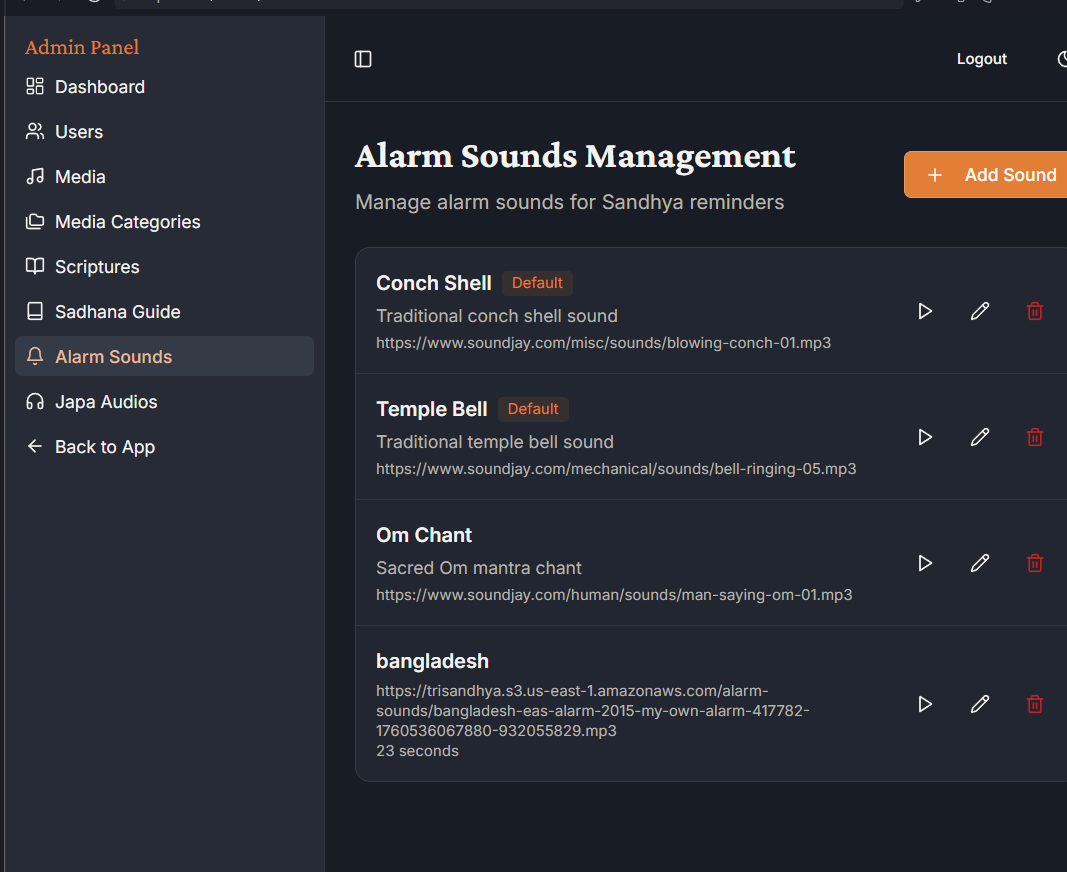 Admin Panel
Dashboard
Users
Media
Media Categories
Scriptures
Sadhana Guide
Alarm Sounds
Japa Audios
Back to App
Logout
Alarm Sounds Management
Manage alarm sounds for Sandhya reminders
Add Sound
Conch Shell Default
Traditional conch shell sound
https://www.soundjay.com/misc/sounds/blowing-conch-01.mp3
Temple Bell Default
Traditional temple bell sound
https://www.soundjay.com/mechanical/sounds/bell-ringing-05.mp3
Om Chant
Sacred Om mantra chant
https://www.soundjay.com/human/sounds/man-saying-om-01.mp3
bangladesh
https://trisandhya.s3.us-east-1.amazonaws.com/alarm-
sounds/bangladesh-eas-alarm-2015-my-own-alarm-417782-
1760536067880-932055829.mp3
23 seconds